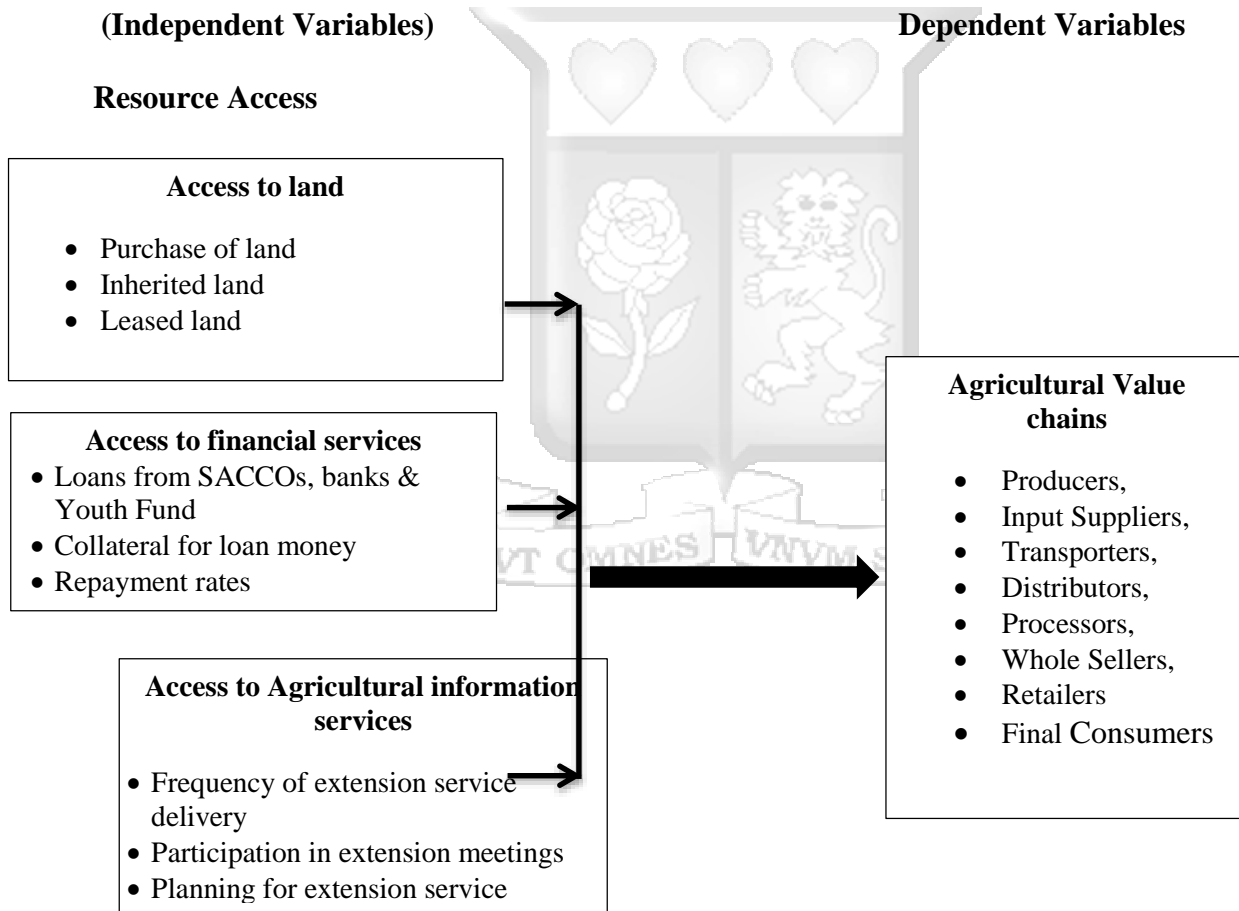 (Independent Variables)
Dependent Variables
Resource Access
Access to land
• Purchase of land
• Inherited land
• Leased land
Access to financial services
• Loans from SACCOs, banks &
Youth Fund
• Collateral for loan money
• Repayment rates
Access to Agricultural information
services
• Frequency of extension service
delivery
• Participation in extension meetings
• Planning for extension service
Agricultural Value
chains
• Producers,
• Input Suppliers,
• Transporters,
• Distributors,
• Processors,
• Whole Sellers,
• Retailers
• Final Consumers
VT OMNES VNVM S